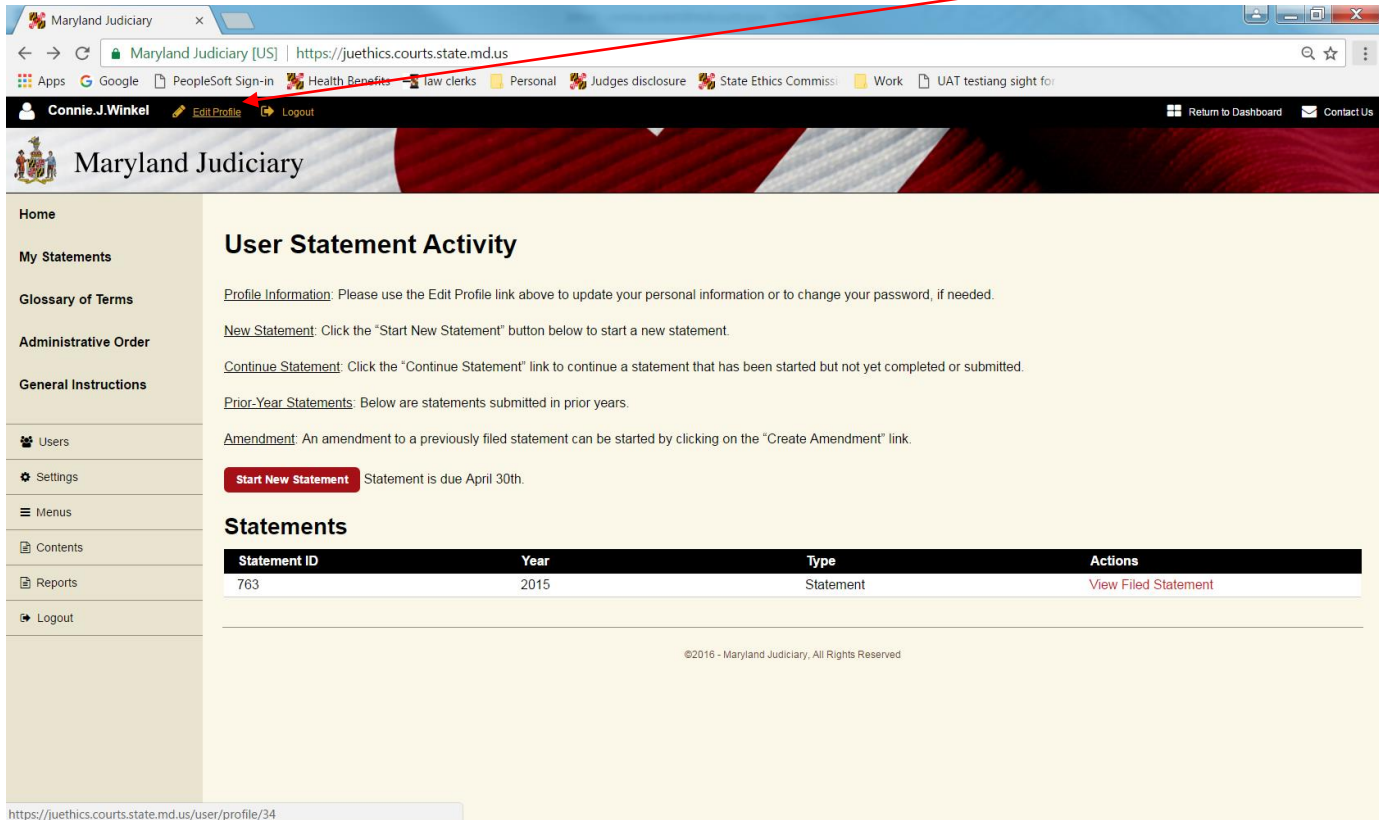 Maryland Judiciary
Maryland Judiciary [US] | https://juethics.courts.state.md.us
Apps Google PeopleSoft Sign-in Health Benefits law clerks Personal Judges disclosure State Ethics Commissi Work UAT testiang sight for
Connie.J.Winkel Edit Profile Logout Return to Dashboard Contact Us
Maryland Judiciary
Home
My Statements
Glossary of Terms
Administrative Order
General Instructions
Users
Settings
Menus
Contents
Reports
Logout
User Statement Activity
Profile Information: Please use the Edit Profile link above to update your personal information or to change your password, if needed.
New Statement: Click the “Start New Statement” button below to start a new statement.
Continue Statement: Click the “Continue Statement” link to continue a statement that has been started but not yet completed or submitted.
Prior-Year Statements: Below are statements submitted in prior years.
Amendment: An amendment to a previously filed statement can be started by clicking on the “Create Amendment” link.
Start New Statement Statement is due April 30th.
Statements
Statement ID Year Type Actions
763 2015 Statement View Filed Statement
©2016 - Maryland Judiciary, All Rights Reserved
https://juethics.courts.state.md.us/user/profile/34